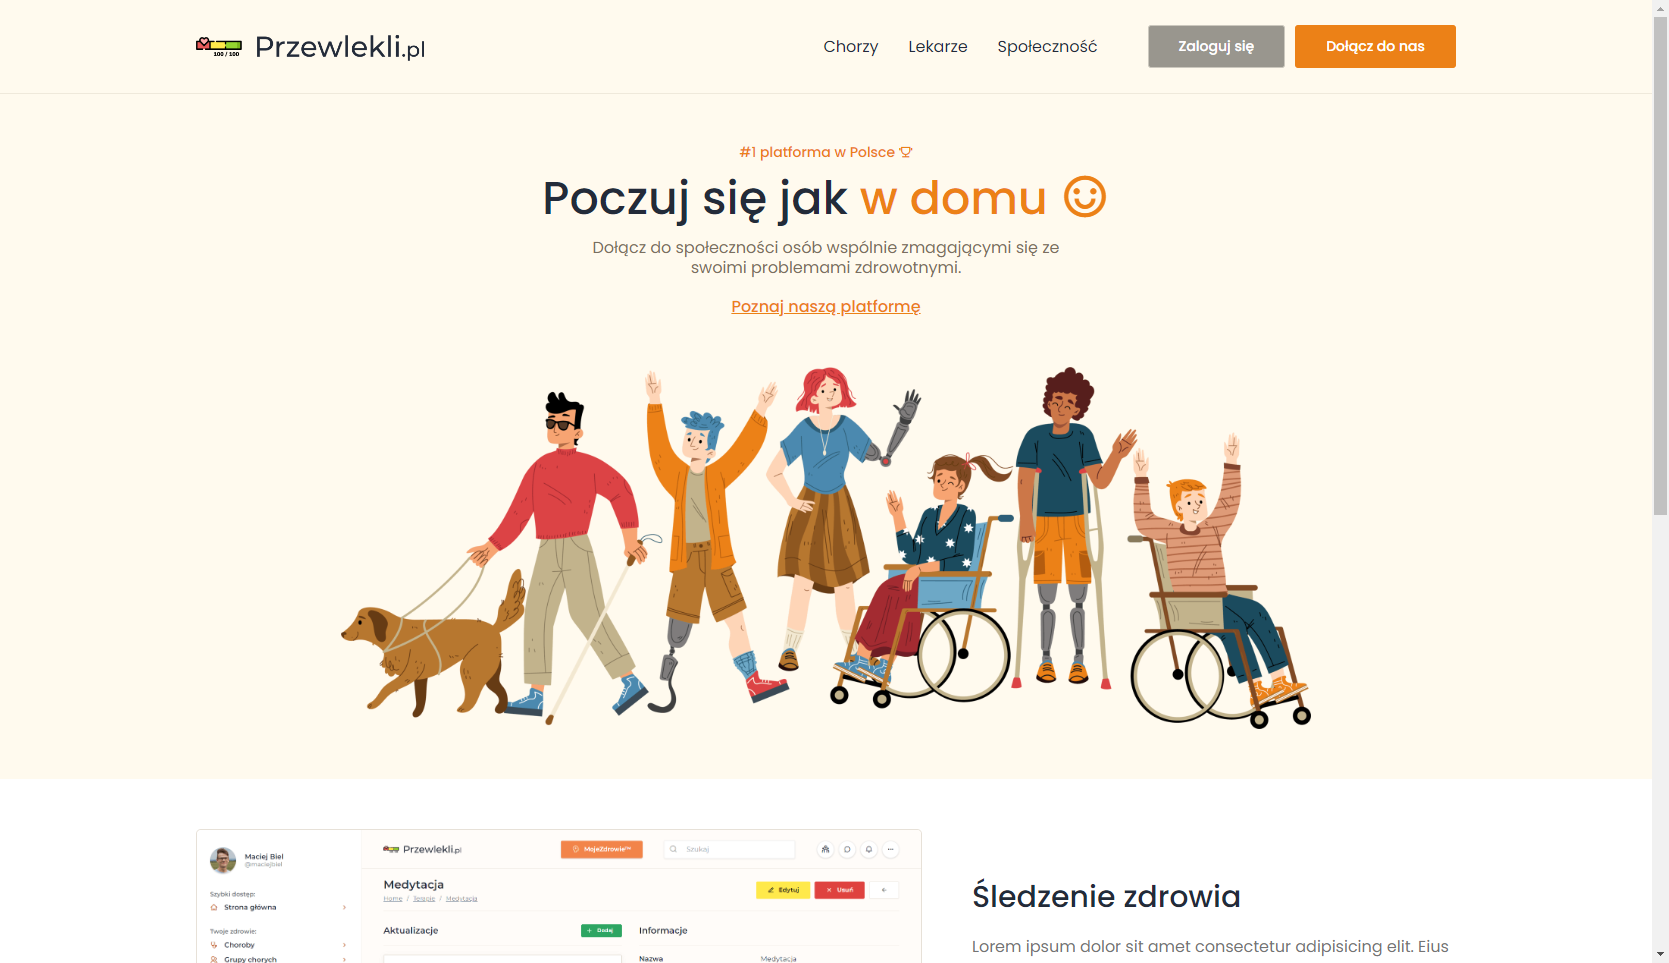 100 / 100
Przewlekli.pl
Chorzy
Lekarze
Społeczność
Zaloguj się
Dołącz do nas
#1 platforma w Polsce
Poczuj się jak w domu
Dołącz do społeczności osób wspólnie zmagającymi się ze
swoimi problemami zdrowotnymi.
Poznaj naszą platformę
Maciej Biel
@maciejbiel
Szybki dostęp:
Strona główna
Twoje zdrowie:
Choroby
Grupy chorych
Przewlekli.pl
MojeZdrowie™
Szukaj
Medytacja
Home / Terapie / Medytacja
Edytuj
Usuń
Aktualizacje
Dodaj
Informacje
Nazwa
Medytacja
Śledzenie zdrowia
Lorem ipsum dolor sit amet consectetur adipisicing elit. Eius